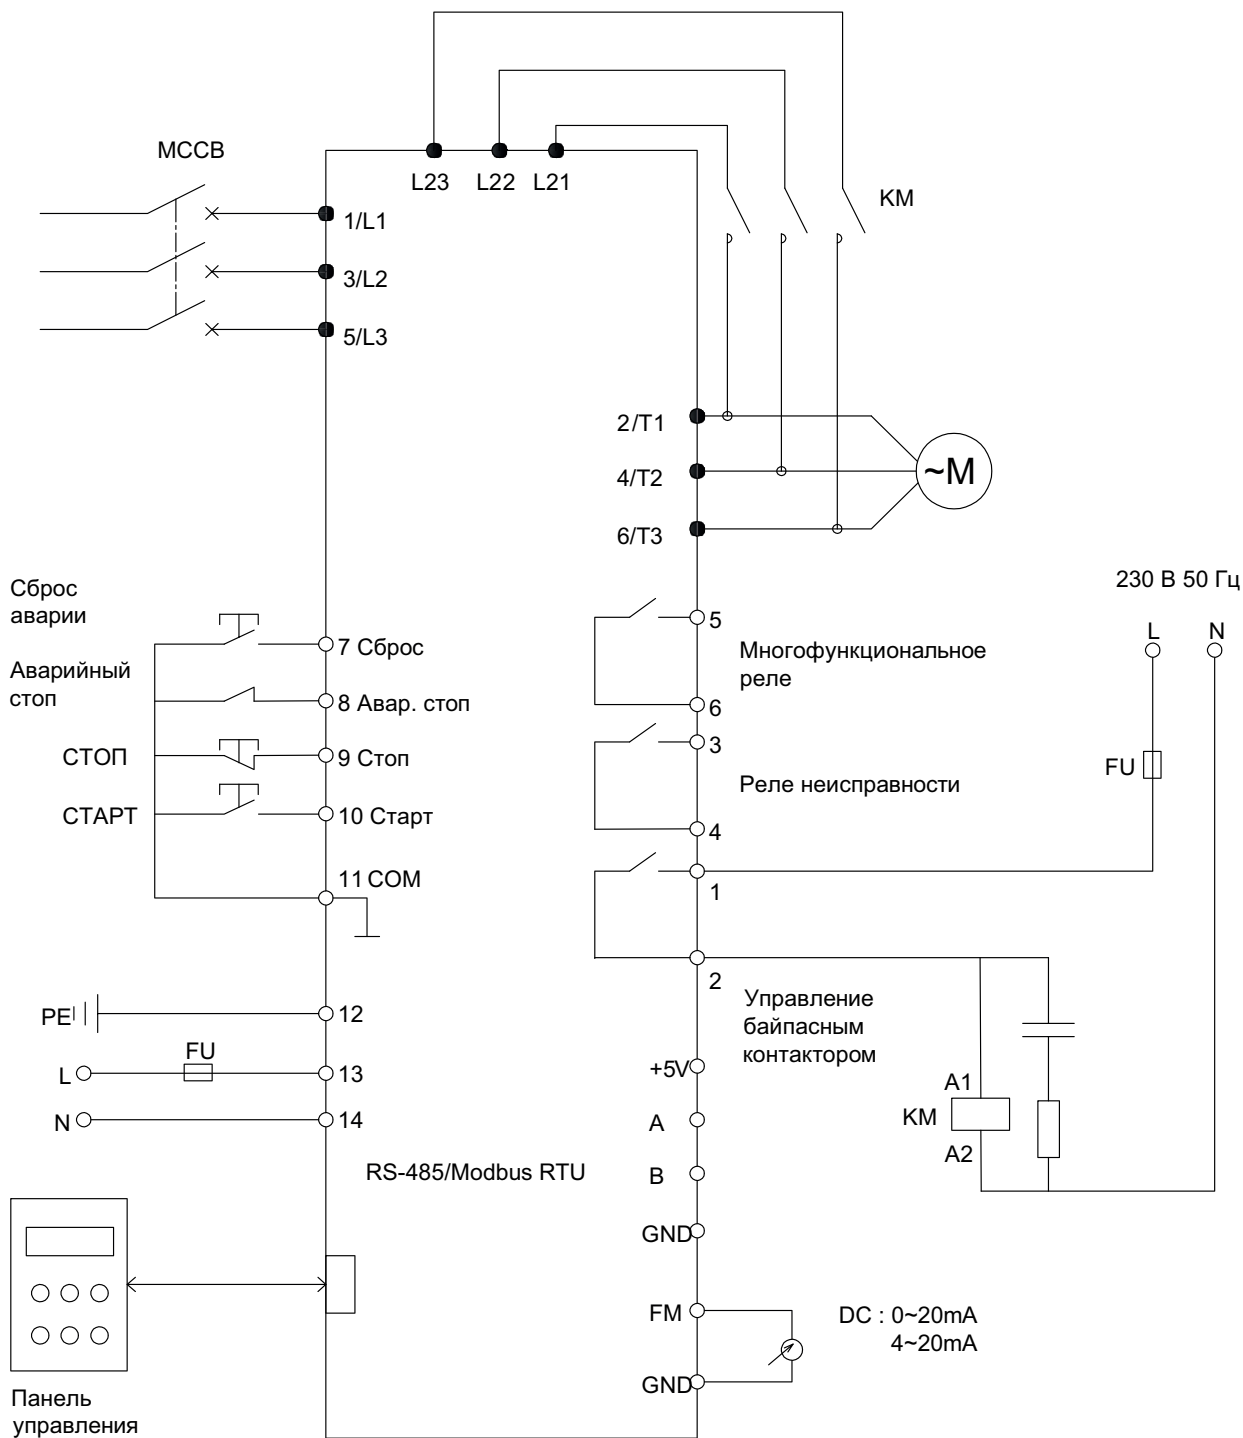 MCCB
L23 L22 L21
KM
1/L1
3/L2
5/L3
2/T1
4/T2
6/T3
~M
Сброс
аварии
Аварийный
стоп
СТОП
СТАРТ
7 Сброс
8 Авар. стоп
9 Стоп
10 Старт
11 COM
PE
12
FU
L
13
N
14
RS-485/Modbus RTU
Панель
управления
5
Многофункциональное
реле
6
3
Реле неисправности
4
1
2
Управление
байпасным
контактором
230 В 50 Гц
L N
FU
A1
KM
A2
+5V
A
B
GND
FM
GND
DC : 0~20mA
4~20mA